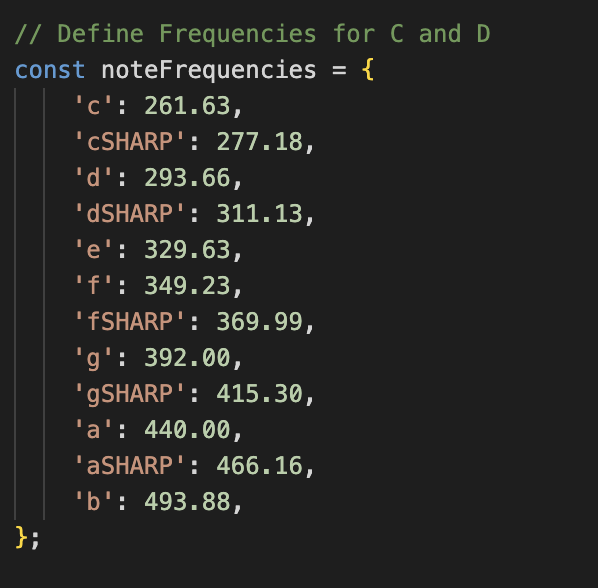 // Define Frequencies for C and D
const noteFrequencies = {
    'c': 261.63,
    'cSHARP': 277.18,
    'd': 293.66,
    'dSHARP': 311.13,
    'e': 329.63,
    'f': 349.23,
    'fSHARP': 369.99,
    'g': 392.00,
    'gSHARP': 415.30,
    'a': 440.00,
    'aSHARP': 466.16,
    'b': 493.88,
};